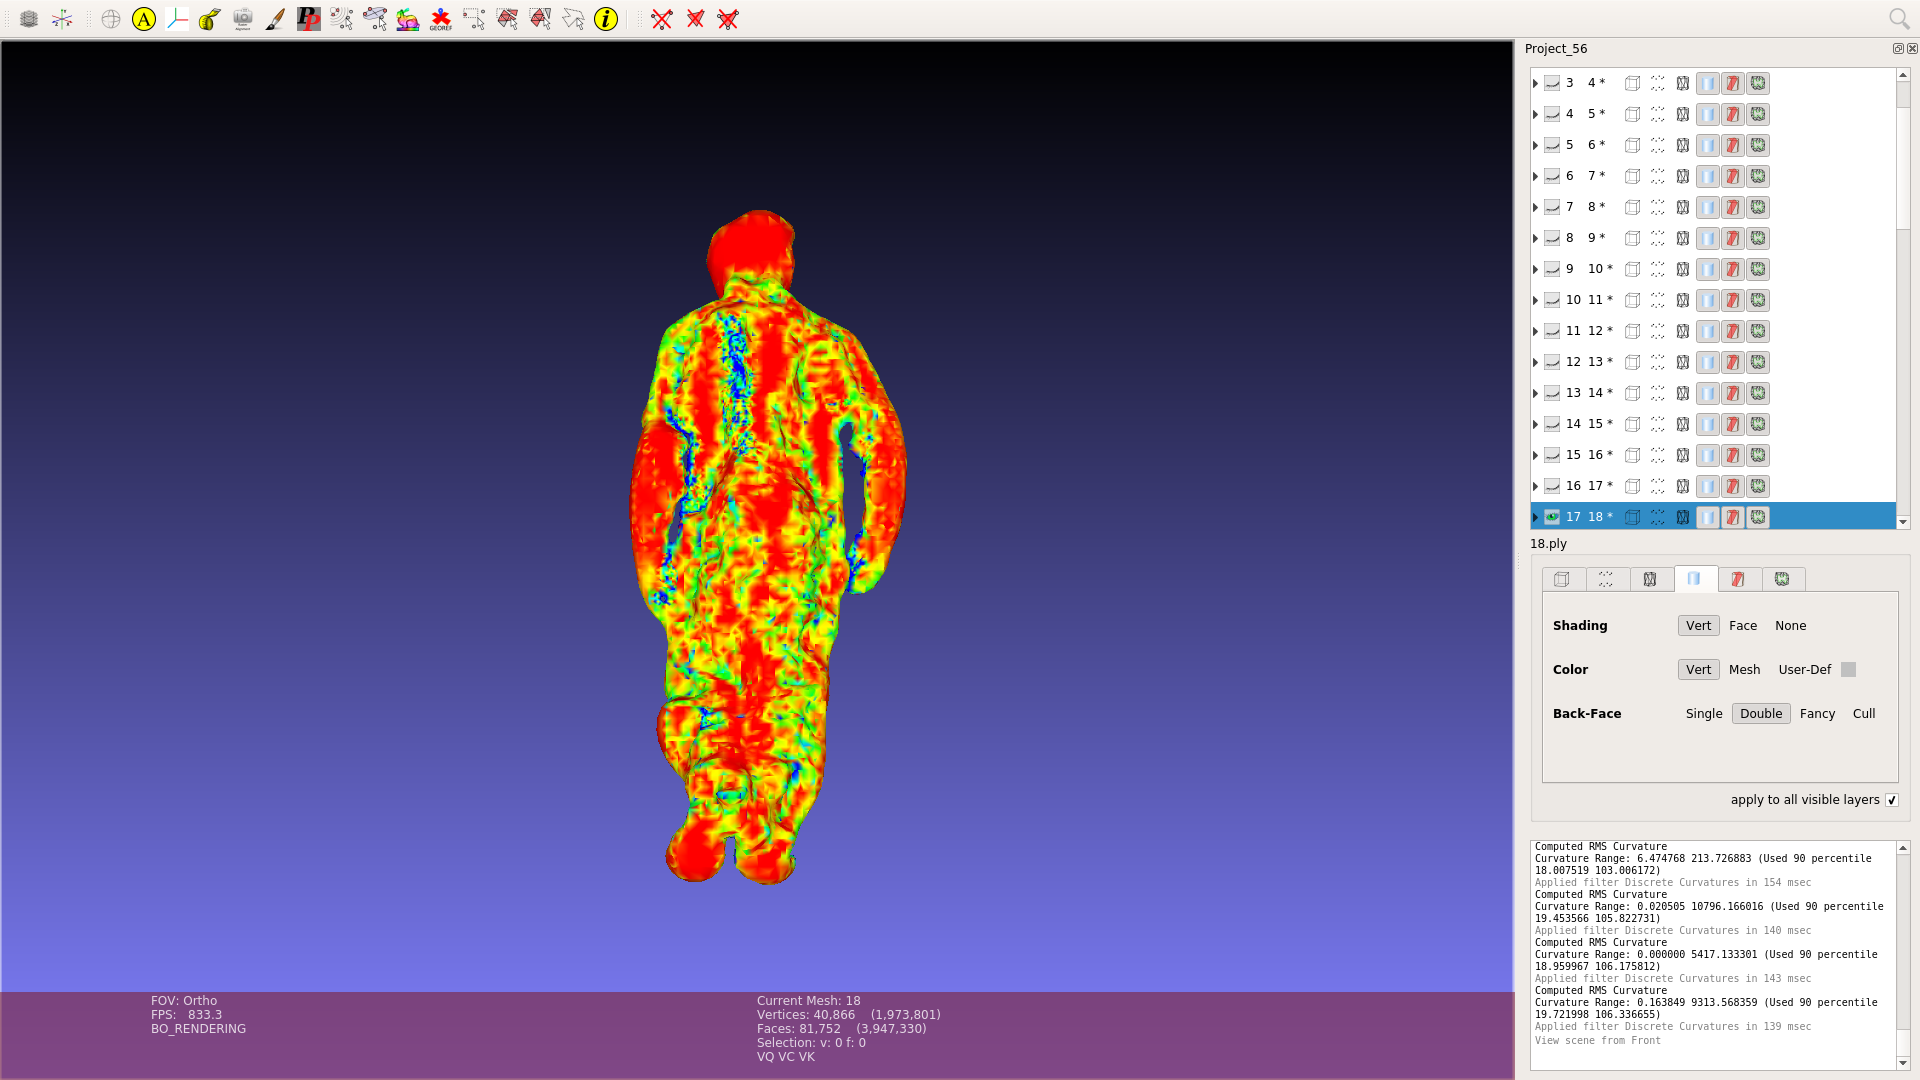 A
PP
GEOREF
i
Project_56
3 4 *
4 5 *
5 6 *
6 7 *
7 8 *
8 9 *
9 10 *
10 11 *
11 12 *
12 13 *
13 14 *
14 15 *
15 16 *
16 17 *
17 18 *
18.ply
Shading Vert Face None
Color Vert Mesh User-Def
Back-Face Single Double Fancy Cull
apply to all visible layers
Computed RMS Curvature
Curvature Range: 6.474768 213.726883 (Used 90 percentile
18.007519 103.006172)
Applied filter Discrete Curvatures in 154 msec
Computed RMS Curvature
Curvature Range: 0.020505 10796.166016 (Used 90 percentile
19.453566 105.822731)
Applied filter Discrete Curvatures in 140 msec
Computed RMS Curvature
Curvature Range: 0.000000 5417.133301 (Used 90 percentile
18.959967 106.175812)
Applied filter Discrete Curvatures in 143 msec
Computed RMS Curvature
Curvature Range: 0.163849 9313.568359 (Used 90 percentile
19.721998 106.336655)
Applied filter Discrete Curvatures in 139 msec
View scene from Front
FOV: Ortho
FPS: 833.3
BO_RENDERING
Current Mesh: 18
Vertices: 40,866 (1,973,801)
Faces: 81,752 (3,947,330)
Selection: v: 0 f: 0
VQ VC VK